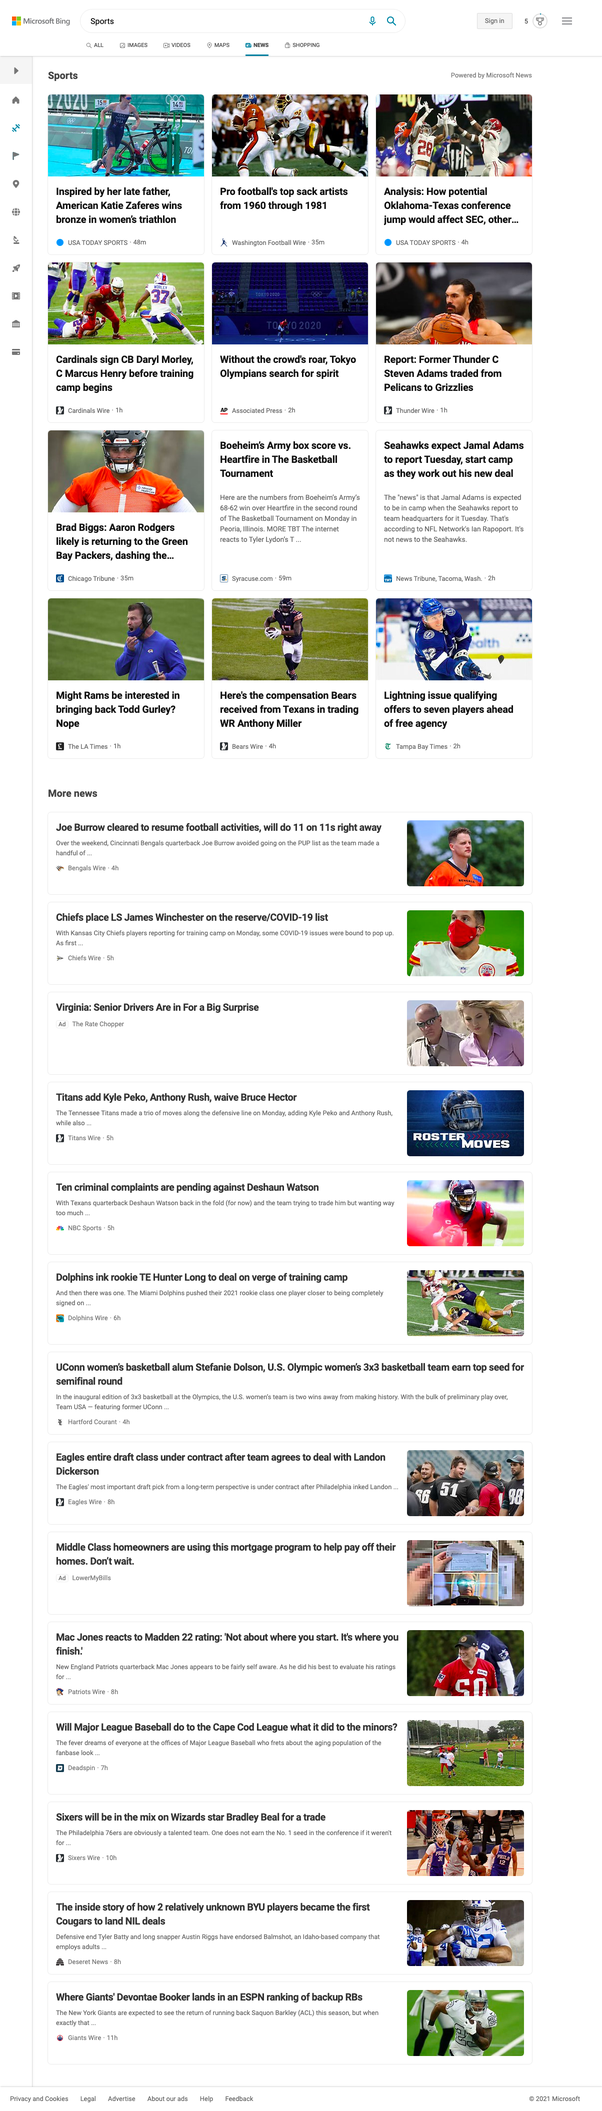 Microsoft Bing
Sports
Sign in
5
ALL
IMAGES
VIDEOS
MAPS
NEWS
SHOPPING
Sports
Powered by Microsoft News
Inspired by her late father,
American Katie Zaferes wins
bronze in women's triathlon
USA TODAY SPORTS · 48m
Pro football's top sack artists
from 1960 through 1981
Washington Football Wire · 35m
Analysis: How potential
Oklahoma-Texas conference
jump would affect SEC, other…
USA TODAY SPORTS · 4h
37
Cardinals sign CB Daryl Morley,
C Marcus Henry before training
camp begins
Cardinals Wire · 1h
TOKYO 2020
Without the crowd's roar, Tokyo
Olympians search for spirit
AP
Associated Press · 2h
Report: Former Thunder C
Steven Adams traded from
Pelicans to Grizzlies
Thunder Wire · 1h
Brad Biggs: Aaron Rodgers
likely is returning to the Green
Bay Packers, dashing the…
Chicago Tribune · 35m
Boeheim's Army box score vs.
Heartfire in The Basketball
Tournament
Here are the numbers from Boeheim's Army's
68-62 win over Heartfire in the second round
of The Basketball Tournament on Monday in
Peoria, Illinois. MORE TBT The internet
reacts to Tyler Lydon's T ...
Syracuse.com · 59m
Seahawks expect Jamal Adams
to report Tuesday, start camp
as they work out his new deal
The "news" is that Jamal Adams is expected
to be in camp when the Seahawks report to
team headquarters for it Tuesday. That's
according to NFL Network's Ian Rapoport. It's
not news to the Seahawks.
News Tribune, Tacoma, Wash. · 2h
Might Rams be interested in
bringing back Todd Gurley?
Nope
The LA Times · 1h
Here's the compensation Bears
received from Texans in trading
WR Anthony Miller
Bears Wire · 4h
Lightning issue qualifying
offers to seven players ahead
of free agency
Tampa Bay Times · 2h
More news
Joe Burrow cleared to resume football activities, will do 11 on 11s right away
Over the weekend, Cincinnati Bengals quarterback Joe Burrow avoided going on the PUP list as the team made a
handful of ...
Bengals Wire · 4h
Chiefs place LS James Winchester on the reserve/COVID-19 list
With Kansas City Chiefs players reporting for training camp on Monday, some COVID-19 issues were bound to pop up.
As first ...
Chiefs Wire · 5h
Virginia: Senior Drivers Are in For a Big Surprise
Ad The Rate Chopper
Titans add Kyle Peko, Anthony Rush, waive Bruce Hector
The Tennessee Titans made a trio of moves along the defensive line on Monday, adding Kyle Peko and Anthony Rush,
while also ...
Titans Wire · 5h
ROSTER
MOVES
Ten criminal complaints are pending against Deshaun Watson
With Texans quarterback Deshaun Watson back in the fold (for now) and the team trying to trade him but wanting way
too much ...
NBC Sports · 5h
Dolphins ink rookie TE Hunter Long to deal on verge of training camp
And then there was one. The Miami Dolphins pushed their 2021 rookie class one player closer to being completely
signed on ...
Dolphins Wire · 6h
UConn women's basketball alum Stefanie Dolson, U.S. Olympic women's 3x3 basketball team earn top seed for
semifinal round
In the inaugural edition of 3x3 basketball at the Olympics, the U.S. women's team is two wins away from making history. With the bulk of preliminary play over,
Team USA — featuring former UConn ...
Hartford Courant · 4h
Eagles entire draft class under contract after team agrees to deal with Landon
Dickerson
The Eagles' most important draft pick from a long-term perspective is under contract after Philadelphia inked Landon ...
Eagles Wire · 8h
51
Middle Class homeowners are using this mortgage program to help pay off their
homes. Don't wait.
Ad LowerMyBills
Mac Jones reacts to Madden 22 rating: 'Not about where you start. It's where you
finish.'
New England Patriots quarterback Mac Jones appears to be fairly self aware. As he did his best to evaluate his ratings
for ...
Patriots Wire · 8h
50
Will Major League Baseball do to the Cape Cod League what it did to the minors?
The fever dreams of everyone at the offices of Major League Baseball who frets about the aging population of the
fanbase look ...
Deadspin · 7h
Sixers will be in the mix on Wizards star Bradley Beal for a trade
The Philadelphia 76ers are obviously a talented team. One does not earn the No. 1 seed in the conference if it weren't
for ...
Sixers Wire · 10h
The inside story of how 2 relatively unknown BYU players became the first
Cougars to land NIL deals
Defensive end Tyler Batty and long snapper Austin Riggs have endorsed Balmshot, an Idaho-based company that
employs adults ...
Deseret News · 8h
Where Giants' Devontae Booker lands in an ESPN ranking of backup RBs
The New York Giants are expected to see the return of running back Saquon Barkley (ACL) this season, but when
exactly that ...
Giants Wire · 11h
Privacy and Cookies
Legal
Advertise
About our ads
Help
Feedback
© 2021 Microsoft